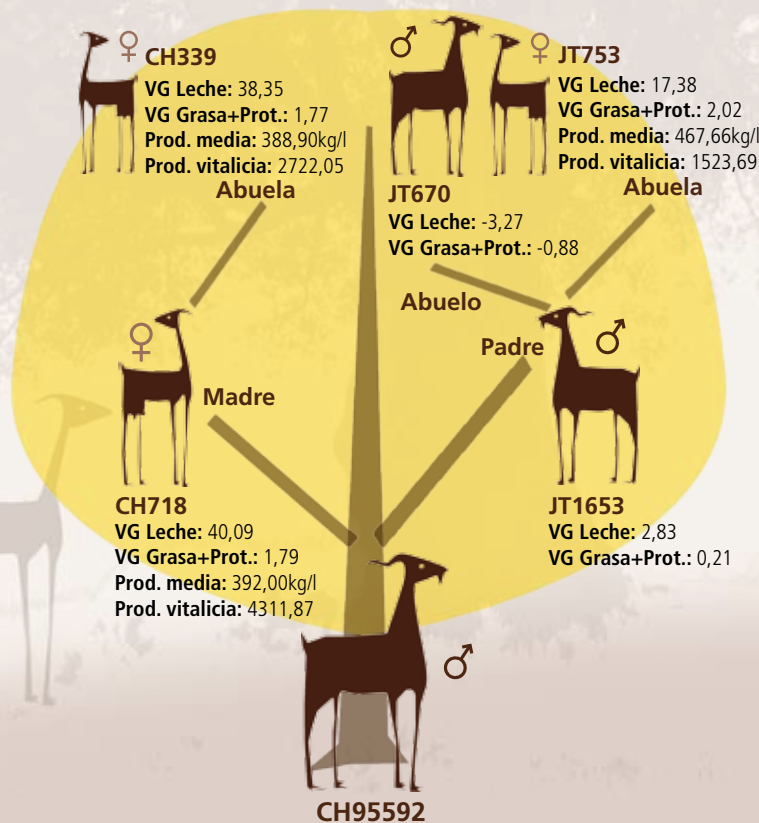 CH339
VG Leche: 38,35
VG Grasa+Prot.: 1,77
Prod. media: 388,90kg/l
Prod. vitalicia: 2722,05
Abuela
JT753
VG Leche: 17,38
VG Grasa+Prot.: 2,02
Prod. media: 467,66kg/l
Prod. vitalicia: 1523,69
Abuela
JT670
VG Leche: -3,27
VG Grasa+Prot.: -0,88
Abuelo
Padre
Madre
CH718
VG Leche: 40,09
VG Grasa+Prot.: 1,79
Prod. media: 392,00kg/l
Prod. vitalicia: 4311,87
JT1653
VG Leche: 2,83
VG Grasa+Prot.: 0,21
CH95592